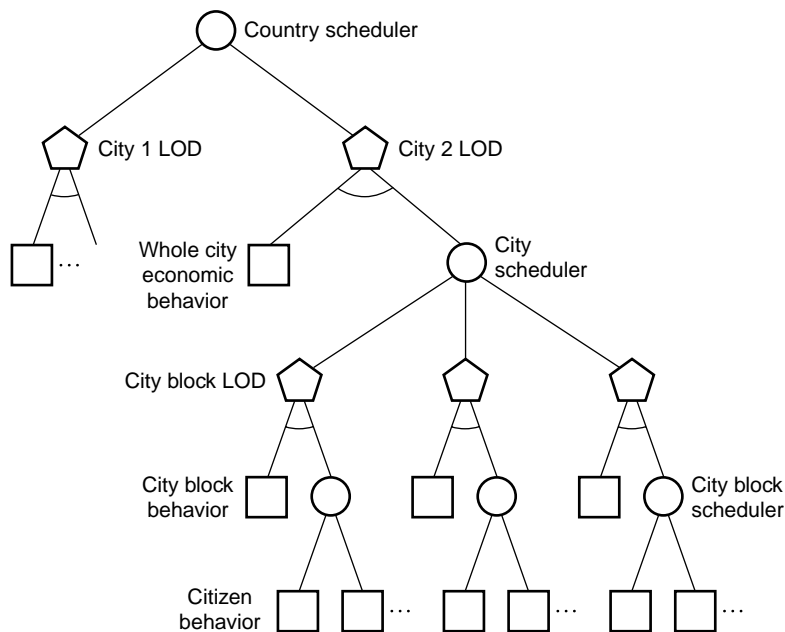 Country scheduler
City 1 LOD
City 2 LOD
...
Whole city
economic
behavior
City
scheduler
City block LOD
City block
behavior
City block
scheduler
Citizen
behavior
...
...
...